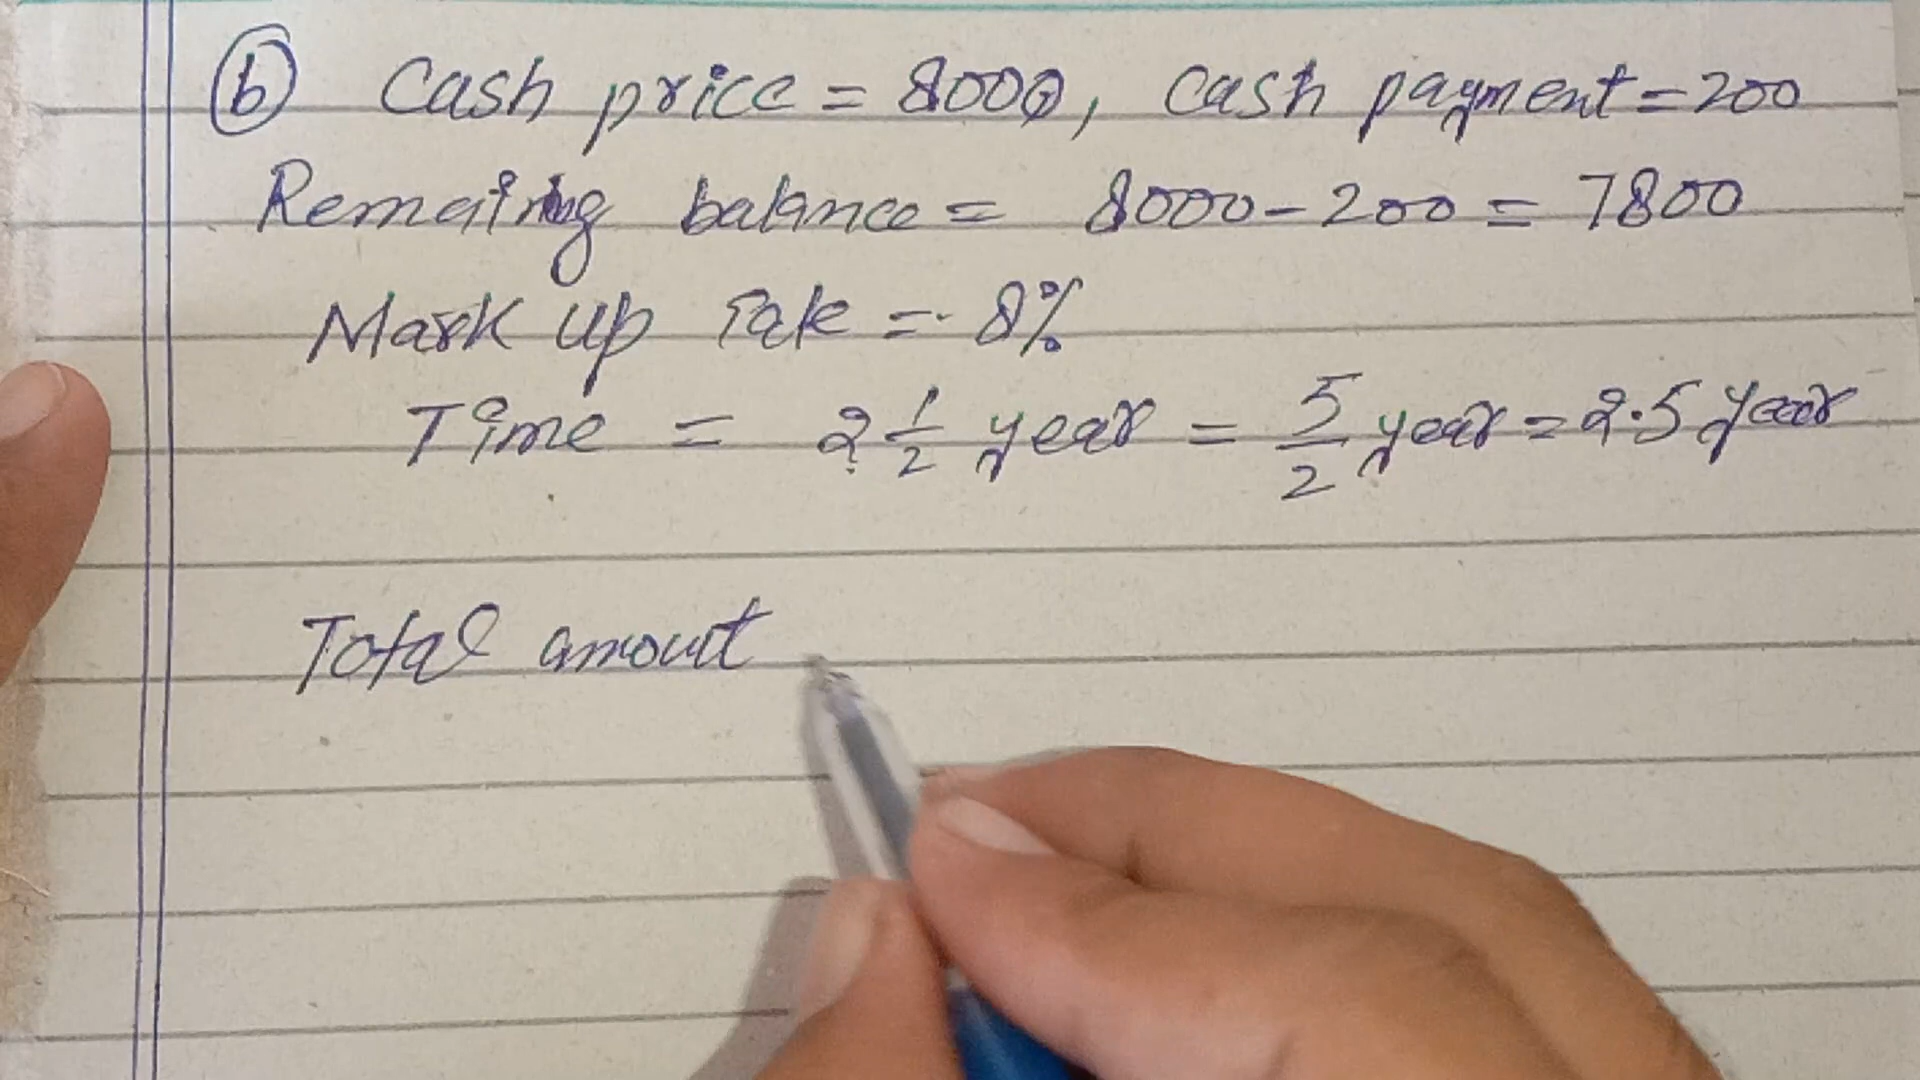 (b) Cash price = 8000, Cash payment = 200
Remaining balance = 8000 - 200 = 7800
Mark up rate = 8%
Time = 2 1/2 year = 5/2 year = 2.5 year
Total amount